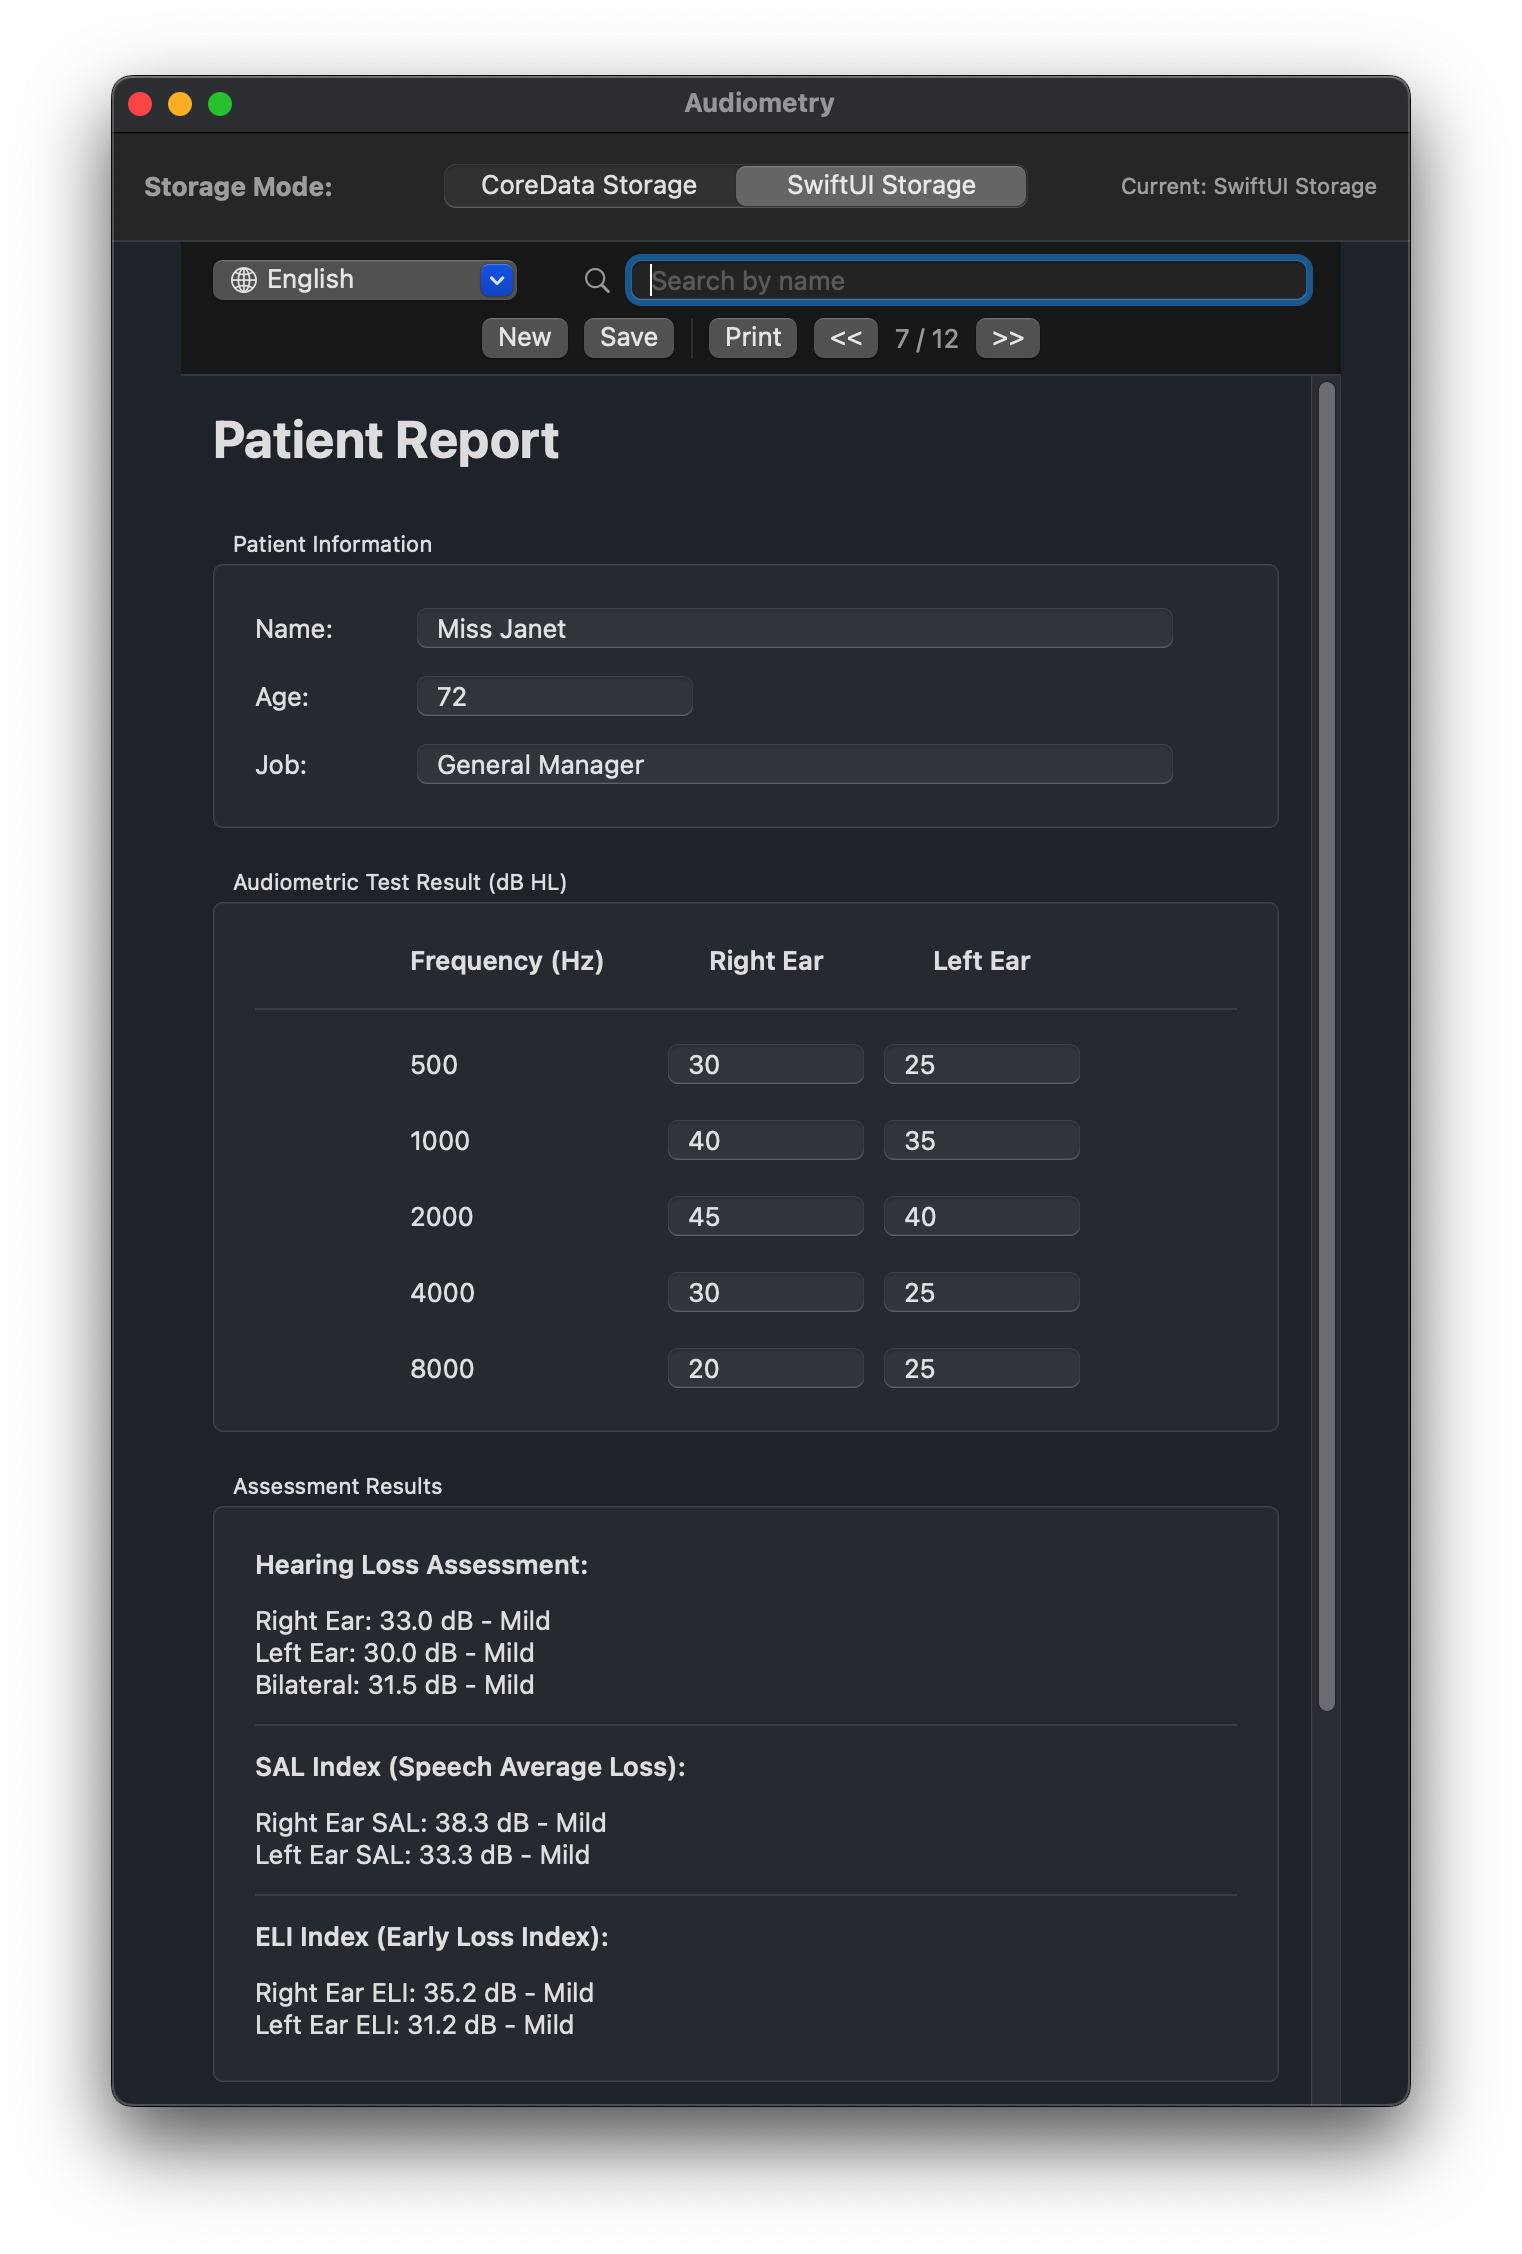 Audiometry
Storage Mode: CoreData Storage SwiftUI Storage Current: SwiftUI Storage
English Search by name
New Save Print << 7 / 12 >>
Patient Report
Patient Information
Name: Miss Janet
Age: 72
Job: General Manager
Audiometric Test Result (dB HL)
Frequency (Hz) Right Ear Left Ear
500 30 25
1000 40 35
2000 45 40
4000 30 25
8000 20 25
Assessment Results
Hearing Loss Assessment:
Right Ear: 33.0 dB - Mild
Left Ear: 30.0 dB - Mild
Bilateral: 31.5 dB - Mild
SAL Index (Speech Average Loss):
Right Ear SAL: 38.3 dB - Mild
Left Ear SAL: 33.3 dB - Mild
ELI Index (Early Loss Index):
Right Ear ELI: 35.2 dB - Mild
Left Ear ELI: 31.2 dB - Mild